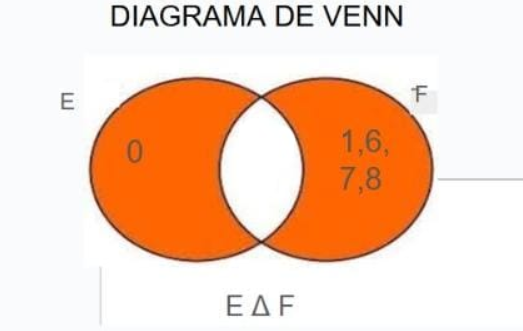 DIAGRAMA DE VENN
E
F
0
1,6,
7,8
E Δ F